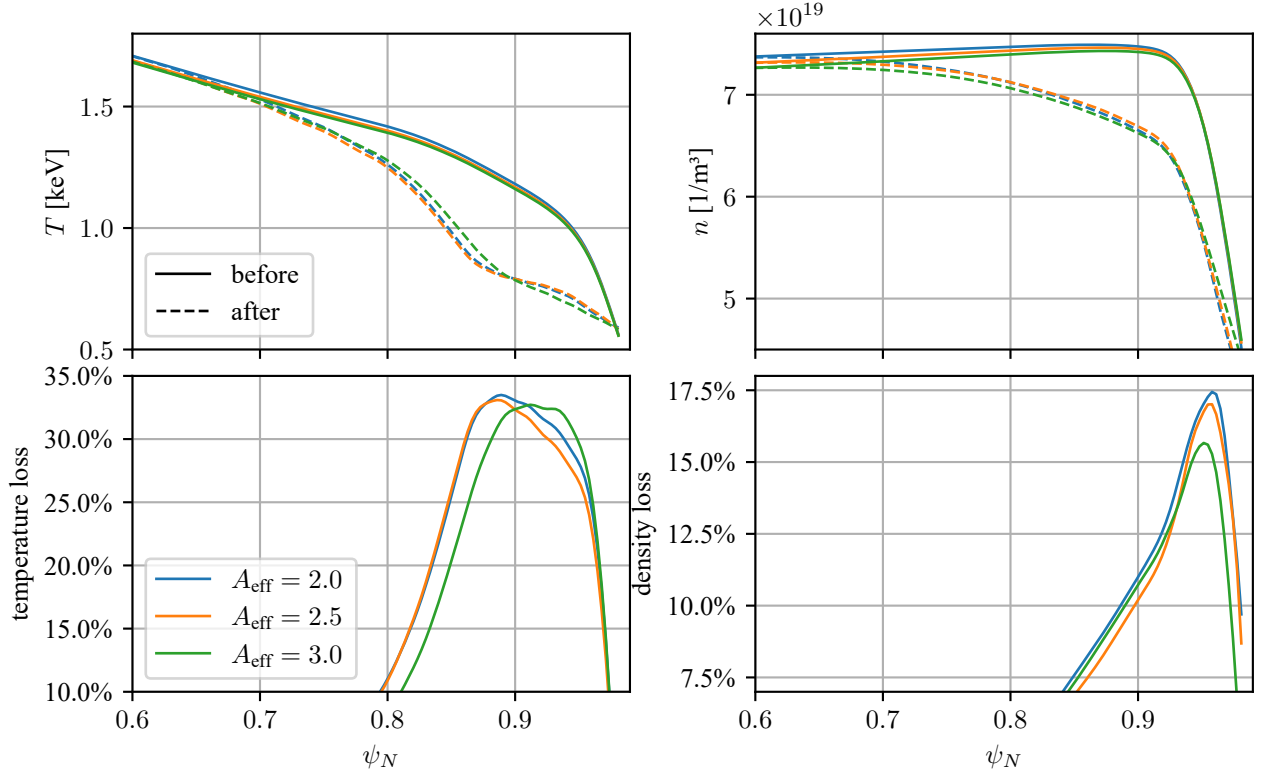 ×10¹⁹
1.5
1.0
0.5
T [keV]
before
after
7
6
5
n [1/m³]
35.0%
30.0%
25.0%
20.0%
15.0%
10.0%
temperature loss
A_eff = 2.0
A_eff = 2.5
A_eff = 3.0
0.6
0.7
0.8
0.9
ψ_N
17.5%
15.0%
12.5%
10.0%
7.5%
density loss
0.6
0.7
0.8
0.9
ψ_N